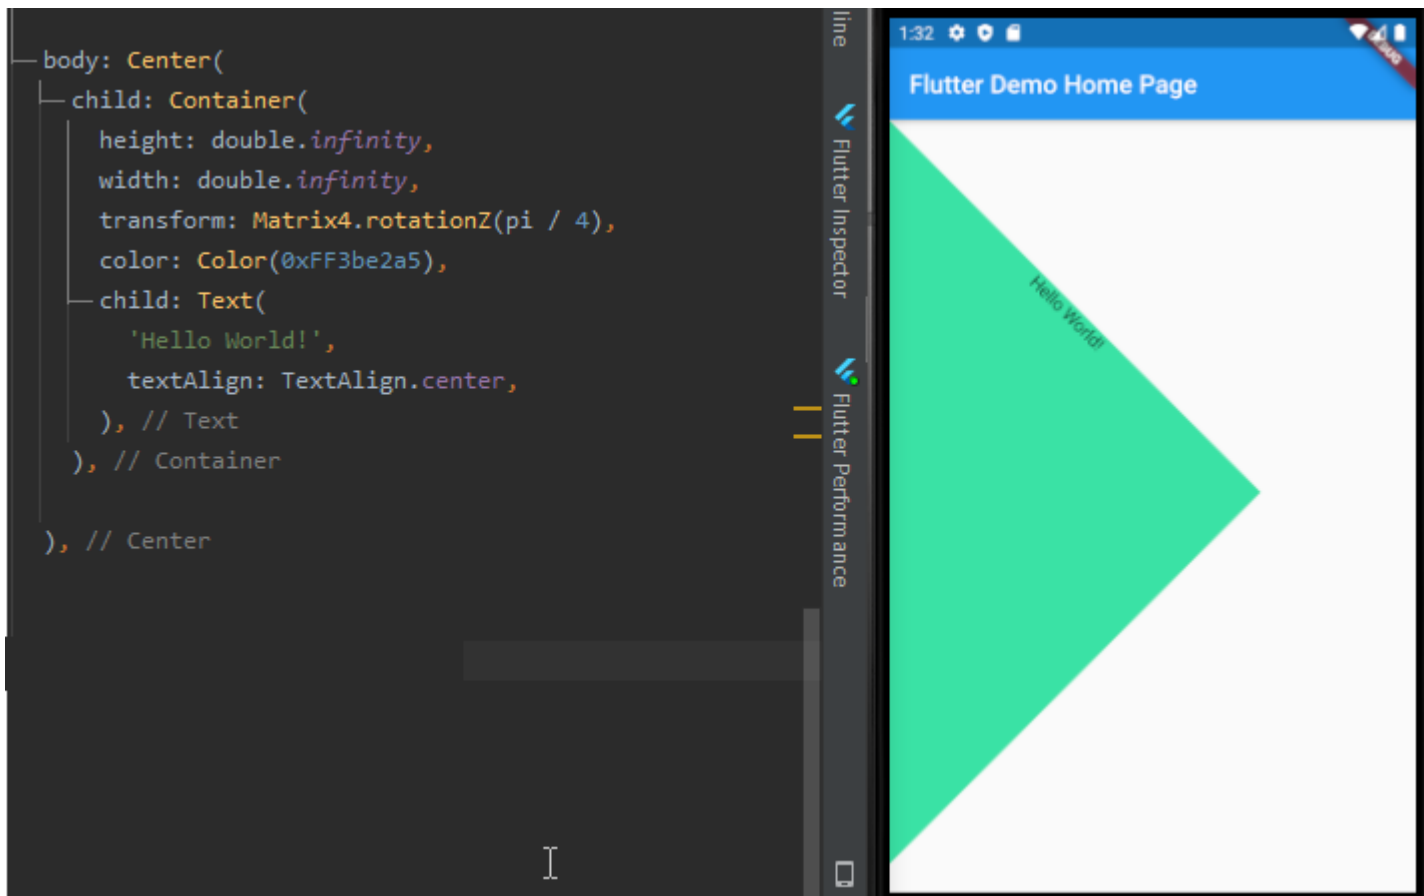 body: Center(
child: Container(
height: double.infinity,
width: double.infinity,
transform: Matrix4.rotationZ(pi / 4),
color: Color(0xFF3be2a5),
child: Text(
'Hello World!',
textAlign: TextAlign.center,
), // Text
), // Container
), // Center
line
Flutter Inspector
Flutter Performance
1:32
DEBUG
Flutter Demo Home Page
Hello World!